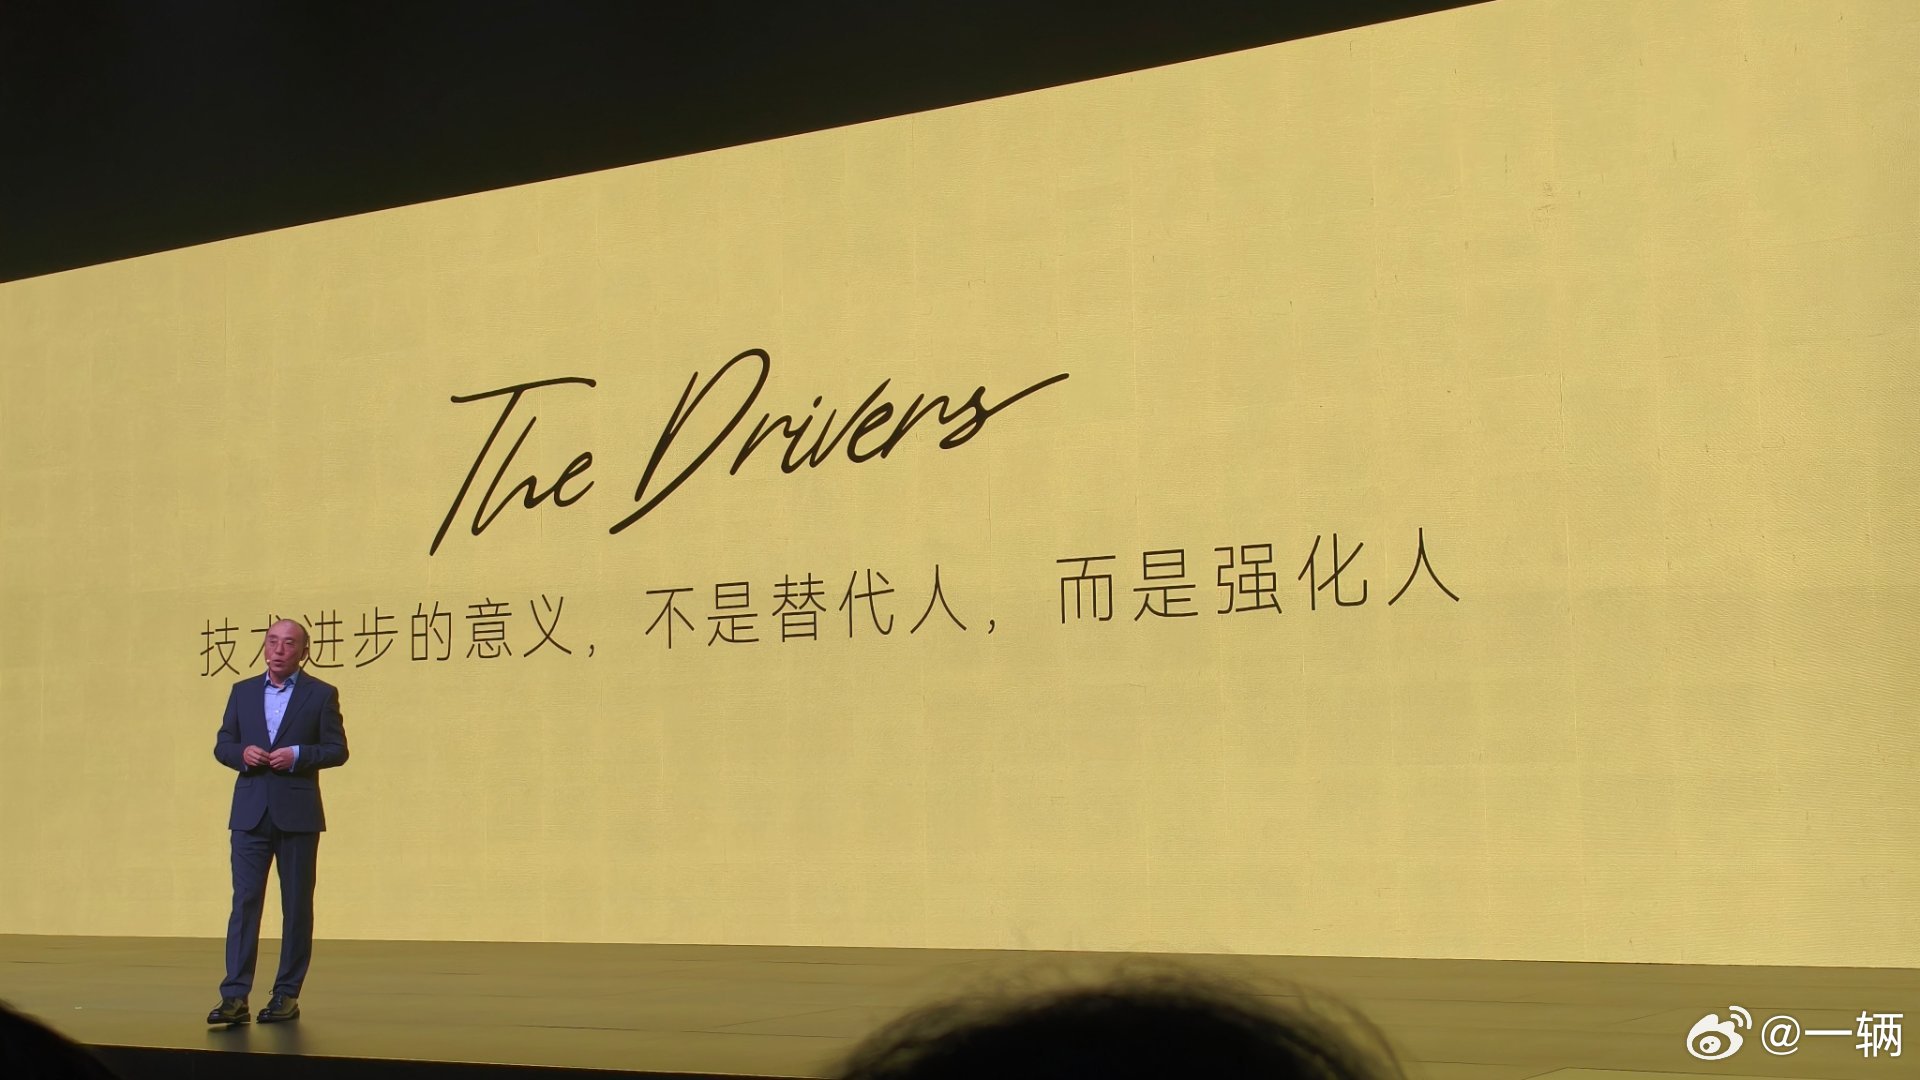 The Drivers
技术进步的意义，不是替代人，而是强化人
@一辆